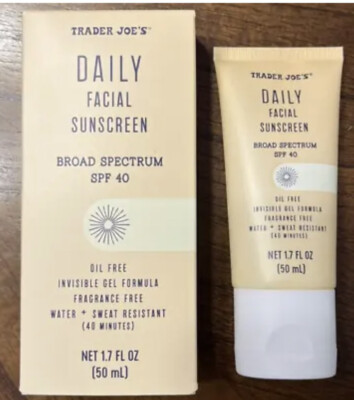 TRADER JOE'S
DAILY
FACIAL
SUNSCREEN
BROAD SPECTRUM
SPF 40
OIL FREE
INVISIBLE GEL FORMULA
FRAGRANCE FREE
WATER + SWEAT RESISTANT
(40 MINUTES)
NET 1.7 FL OZ
(50 mL)
TRADER JOE'S
DAILY
FACIAL
SUNSCREEN
BROAD SPECTRUM
SPF 40
OIL FREE
INVISIBLE GEL FORMULA
FRAGRANCE FREE
WATER + SWEAT RESISTANT
(40 MINUTES)
NET 1.7 FL OZ
(50 mL)